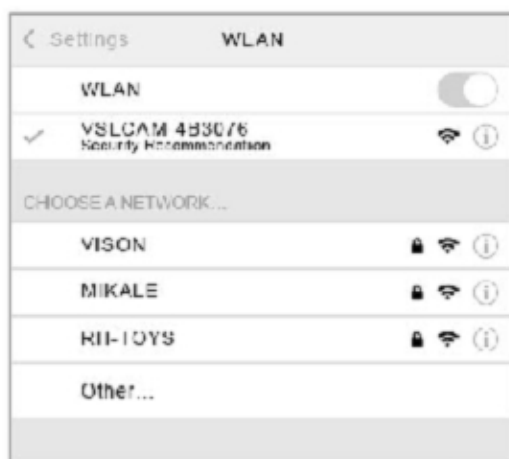 Settings WLAN
WLAN
VSLCAM 4B3076
Security Recommendation
CHOOSE A NETWORK...
VISON
MIKALE
RH-TOYS
Other...